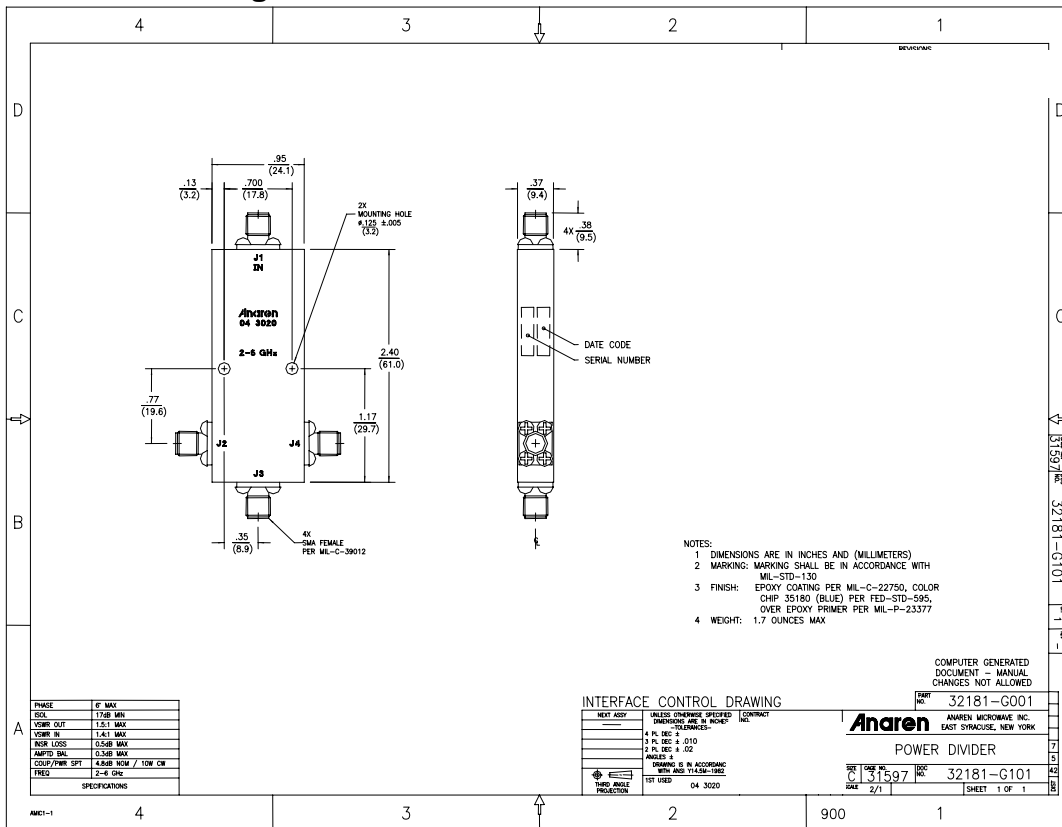 4 3 2 1
REVISIONS
D D
.95
(24.1)
.13
(3.2)
.700
(17.8)
2X
MOUNTING HOLE
ø.125 ±.005
(3.2)
.37
(9.4)
4X .38
(9.5)
J1
IN
Anaren
04 3020
2-6 GHz
C C
DATE CODE
SERIAL NUMBER
2.40
(61.0)
.77
(19.6)
1.17
(29.7)
J2
J4
J3
B
.35
(8.9)
4X
SMA FEMALE
PER MIL-C-39012
31597
32181-G101
NOTES:
1 DIMENSIONS ARE IN INCHES AND (MILLIMETERS)
2 MARKING: MARKING SHALL BE IN ACCORDANCE WITH
MIL-STD-130
3 FINISH: EPOXY COATING PER MIL-C-22750, COLOR
CHIP 35180 (BLUE) PER FED-STD-595,
OVER EPOXY PRIMER PER MIL-P-23377
4 WEIGHT: 1.7 OUNCES MAX
COMPUTER GENERATED
DOCUMENT - MANUAL
CHANGES NOT ALLOWED
A
PHASE 6° MAX
ISOL 17dB MIN
VSWR OUT 1.5:1 MAX
VSWR IN 1.4:1 MAX
INSR LOSS 0.5dB MAX
AMPTD BAL 0.3dB MAX
COUP/PWR SPT 4.8dB NOM / 10W CW
FREQ 2-6 GHz
SPECIFICATIONS
INTERFACE CONTROL DRAWING
NEXT ASSY
UNLESS OTHERWISE SPECIFIED
DIMENSIONS ARE IN INCHES
-TOLERANCES-
4 PL DEC ±
3 PL DEC ± .010
2 PL DEC ± .02
ANGLES ±
DRAWING IS IN ACCORDANC
WITH ANSI Y14.5M-1982
CONTRACT
NO.
THIRD ANGLE
PROJECTION
1ST USED 04 3020
PART
NO. 32181-G001
Anaren
ANAREN MICROWAVE INC.
EAST SYRACUSE, NEW YORK
POWER DIVIDER
SIZE
C
CAGE NO.
31597
DOC
NO. 32181-G101
SCALE 2/1
SHEET 1 OF 1
7
5
42
AMC1-1
4 3 2 900 1